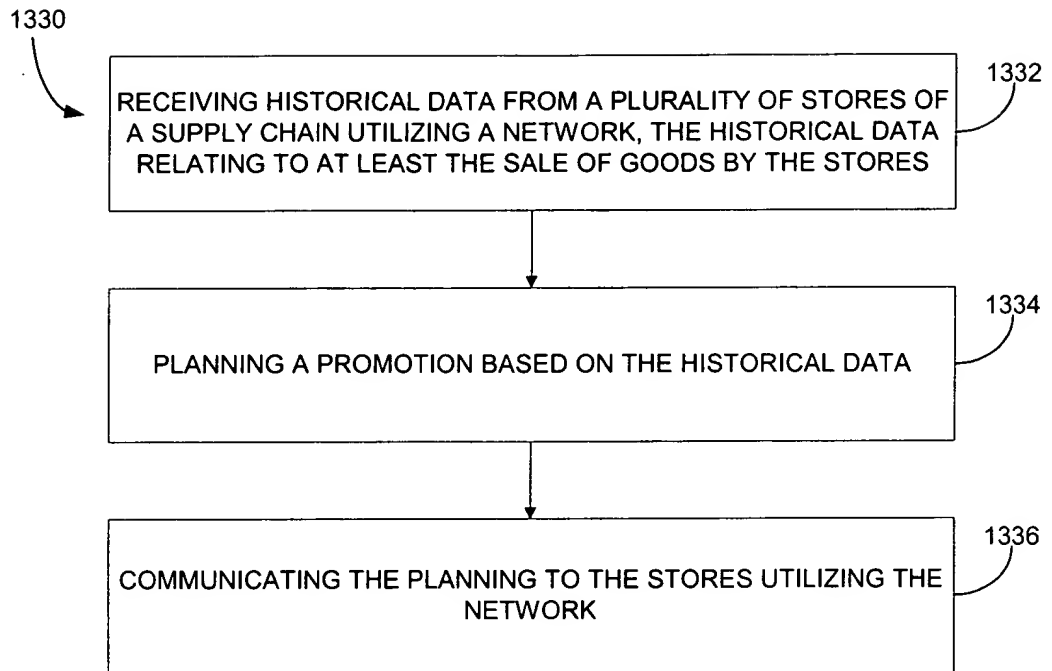 1330
1332
RECEIVING HISTORICAL DATA FROM A PLURALITY OF STORES OF
A SUPPLY CHAIN UTILIZING A NETWORK, THE HISTORICAL DATA
RELATING TO AT LEAST THE SALE OF GOODS BY THE STORES
1334
PLANNING A PROMOTION BASED ON THE HISTORICAL DATA
1336
COMMUNICATING THE PLANNING TO THE STORES UTILIZING THE
NETWORK